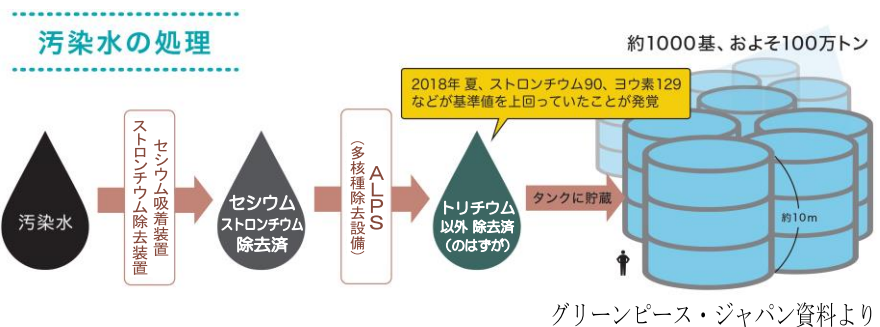 汚染水の処理
約1000基、およそ100万トン
2018年 夏、ストロンチウム90、ヨウ素129
などが基準値を上回っていたことが発覚
汚染水
セシウム吸着装置
ストロンチウム除去装置
セシウム
ストロンチウム
除去済
ALPS
(多核種除去設備)
トリチウム
以外 除去済
(のはずが)
タンクに貯蔵
約10m
グリーンピース・ジャパン資料より